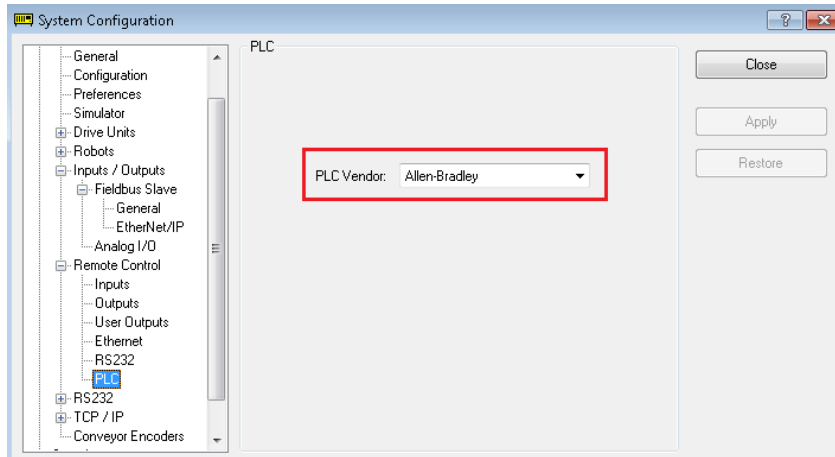 System Configuration
General
Configuration
Preferences
Simulator
Drive Units
Robots
Inputs / Outputs
Fieldbus Slave
General
EtherNet/IP
Analog I/O
Remote Control
Inputs
Outputs
User Outputs
Ethernet
RS232
PLC
RS232
TCP / IP
Conveyor Encoders
PLC
PLC Vendor: Allen-Bradley
Close
Apply
Restore